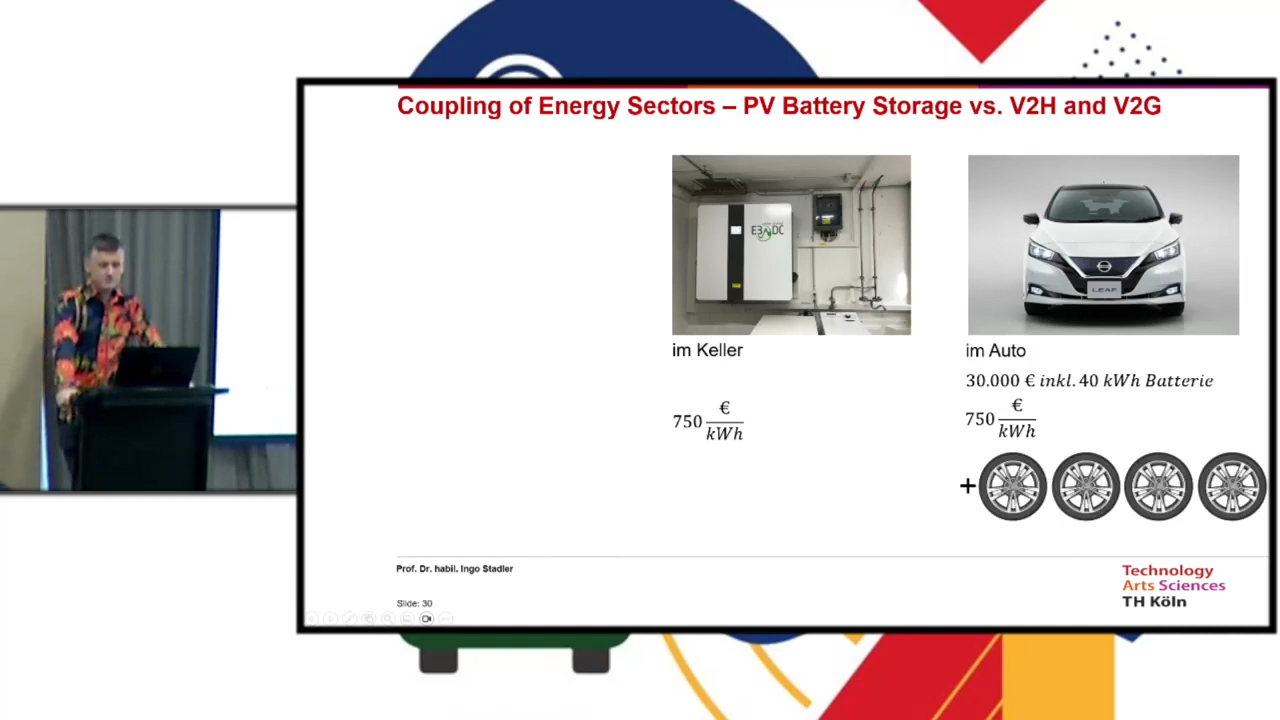 Coupling of Energy Sectors – PV Battery Storage vs. V2H and V2G
E3/DC
LEAF
im Keller
im Auto
30.000 € inkl. 40 kWh Batterie
750 €/kWh
750 €/kWh
+
Prof. Dr. habil. Ingo Stadler
Slide: 30
Technology
Arts Sciences
TH Köln